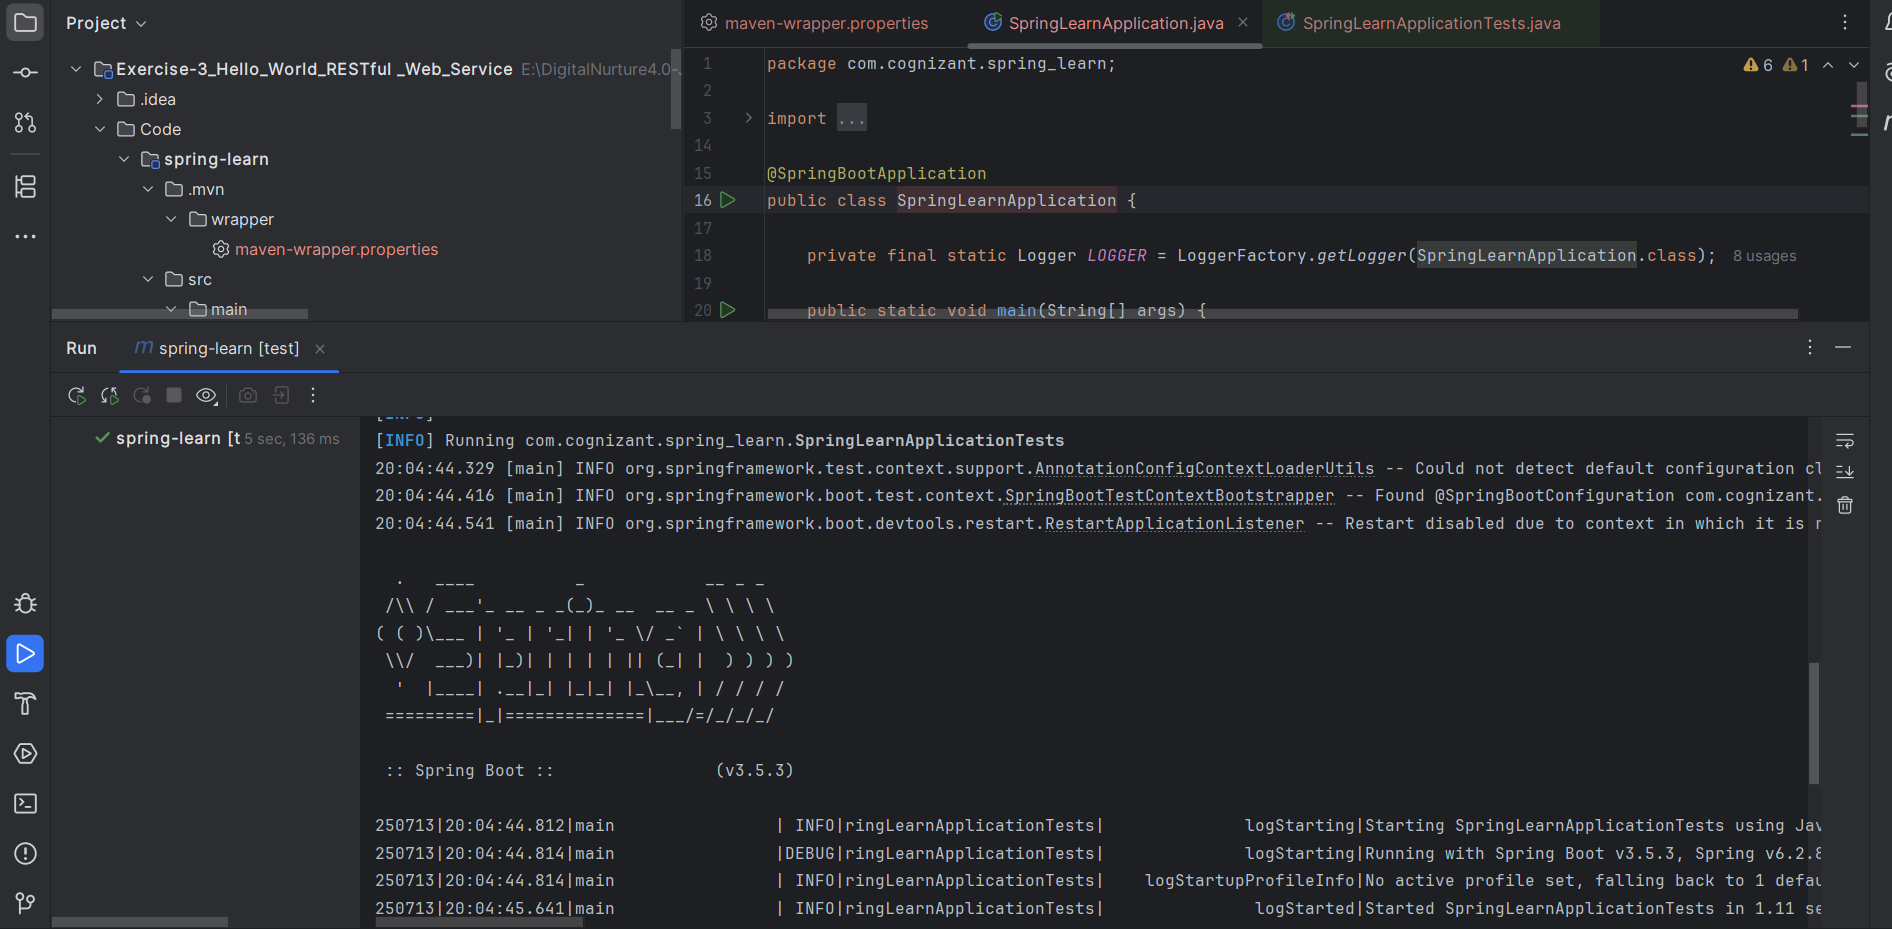 Project
Exercise-3_Hello_World_RESTful _Web_Service E:\DigitalNurture4.0-
.idea
Code
spring-learn
.mvn
wrapper
maven-wrapper.properties
src
main
maven-wrapper.properties
SpringLearnApplication.java
SpringLearnApplicationTests.java
6 1
1 package com.cognizant.spring_learn;
2
3 import ...
14
15 @SpringBootApplication
16 public class SpringLearnApplication {
17
18 private final static Logger LOGGER = LoggerFactory.getLogger(SpringLearnApplication.class); 8 usages
19
20 public static void main(String[] args) {
Run
spring-learn [test]
spring-learn [t 5 sec, 136 ms
[INFO]
[INFO] Running com.cognizant.spring_learn.SpringLearnApplicationTests
20:04:44.329 [main] INFO org.springframework.test.context.support.AnnotationConfigContextLoaderUtils -- Could not detect default configuration cl
20:04:44.416 [main] INFO org.springframework.boot.test.context.SpringBootTestContextBootstrapper -- Found @SpringBootConfiguration com.cognizant.
20:04:44.541 [main] INFO org.springframework.boot.devtools.restart.RestartApplicationListener -- Restart disabled due to context in which it is
  .   ____          _            __ _ _
 /\\ / ___'_ __ _ _(_)_ __  __ _ \ \ \ \
( ( )\___ | '_ | '_| | '_ \/ _` | \ \ \ \
 \\/  ___)| |_)| | | | | || (_| |  ) ) ) )
  '  |____| .__|_| |_|_| |_\__, | / / / /
 =========|_|==============|___/=/_/_/_/
 :: Spring Boot ::                (v3.5.3)
250713|20:04:44.812|main | INFO|ringLearnApplicationTests| logStarting|Starting SpringLearnApplicationTests using Jav
250713|20:04:44.814|main |DEBUG|ringLearnApplicationTests| logStarting|Running with Spring Boot v3.5.3, Spring v6.2.8
250713|20:04:44.814|main | INFO|ringLearnApplicationTests| logStartupProfileInfo|No active profile set, falling back to 1 defau
250713|20:04:45.641|main | INFO|ringLearnApplicationTests| logStarted|Started SpringLearnApplicationTests in 1.11 se